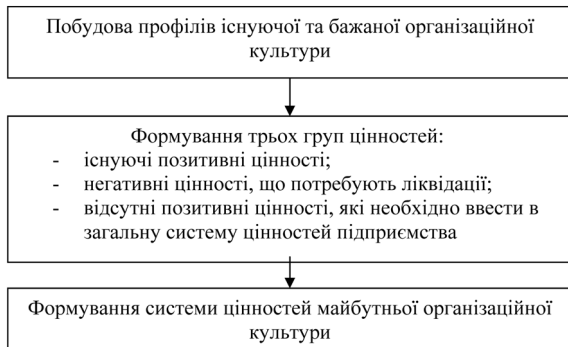 Побудова профілів існуючої та бажаної організаційної
культури
Формування трьох груп цінностей:
- існуючі позитивні цінності;
- негативні цінності, що потребують ліквідації;
- відсутні позитивні цінності, які необхідно ввести в
загальну систему цінностей підприємства
Формування системи цінностей майбутньої організаційної
культури